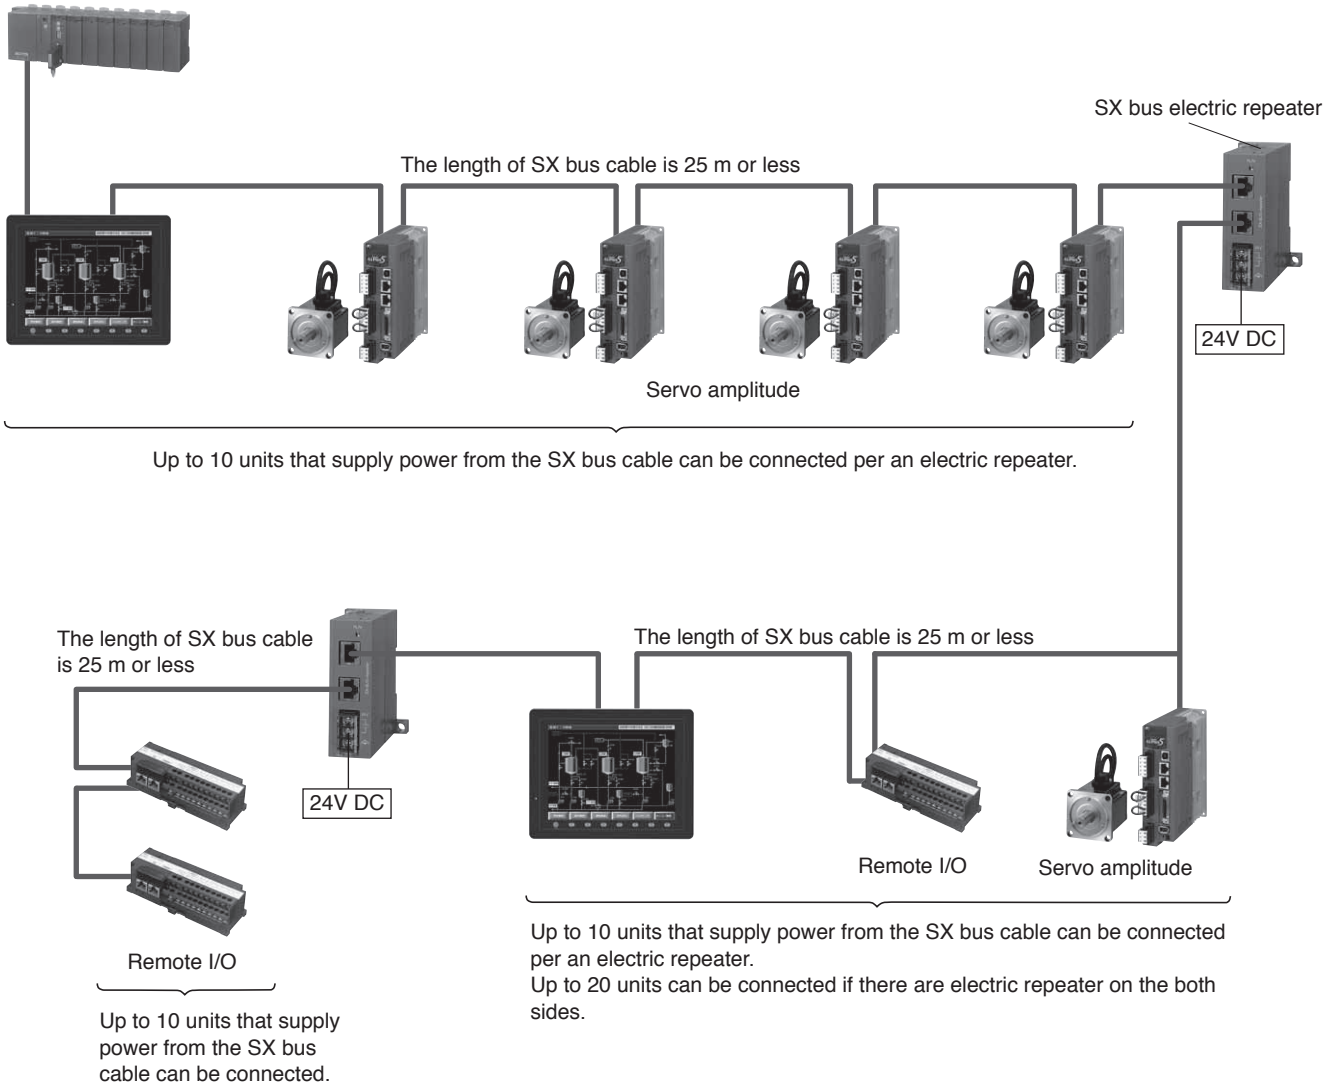 SX bus electric repeater
The length of SX bus cable is 25 m or less
24V DC
Servo amplitude
Up to 10 units that supply power from the SX bus cable can be connected per an electric repeater.
The length of SX bus cable
is 25 m or less
The length of SX bus cable is 25 m or less
24V DC
Remote I/O
Servo amplitude
Up to 10 units that supply power from the SX bus cable can be connected
per an electric repeater.
Up to 20 units can be connected if there are electric repeater on the both
sides.
Remote I/O
Up to 10 units that supply
power from the SX bus
cable can be connected.